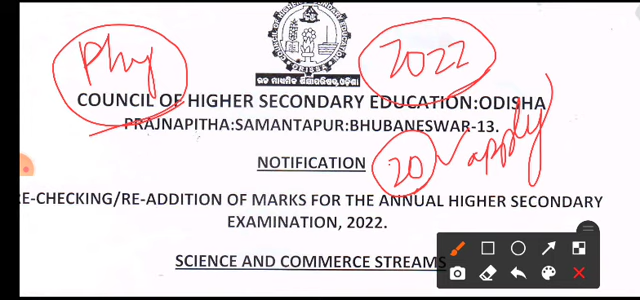 Phy
2022
COUNCIL OF HIGHER SECONDARY EDUCATION:ODISHA
PRAJNAPITHA:SAMANTAPUR:BHUBANESWAR-13.
NOTIFICATION
20 apply
RE-CHECKING/RE-ADDITION OF MARKS FOR THE ANNUAL HIGHER SECONDARY
EXAMINATION, 2022.
SCIENCE AND COMMERCE STREAMS